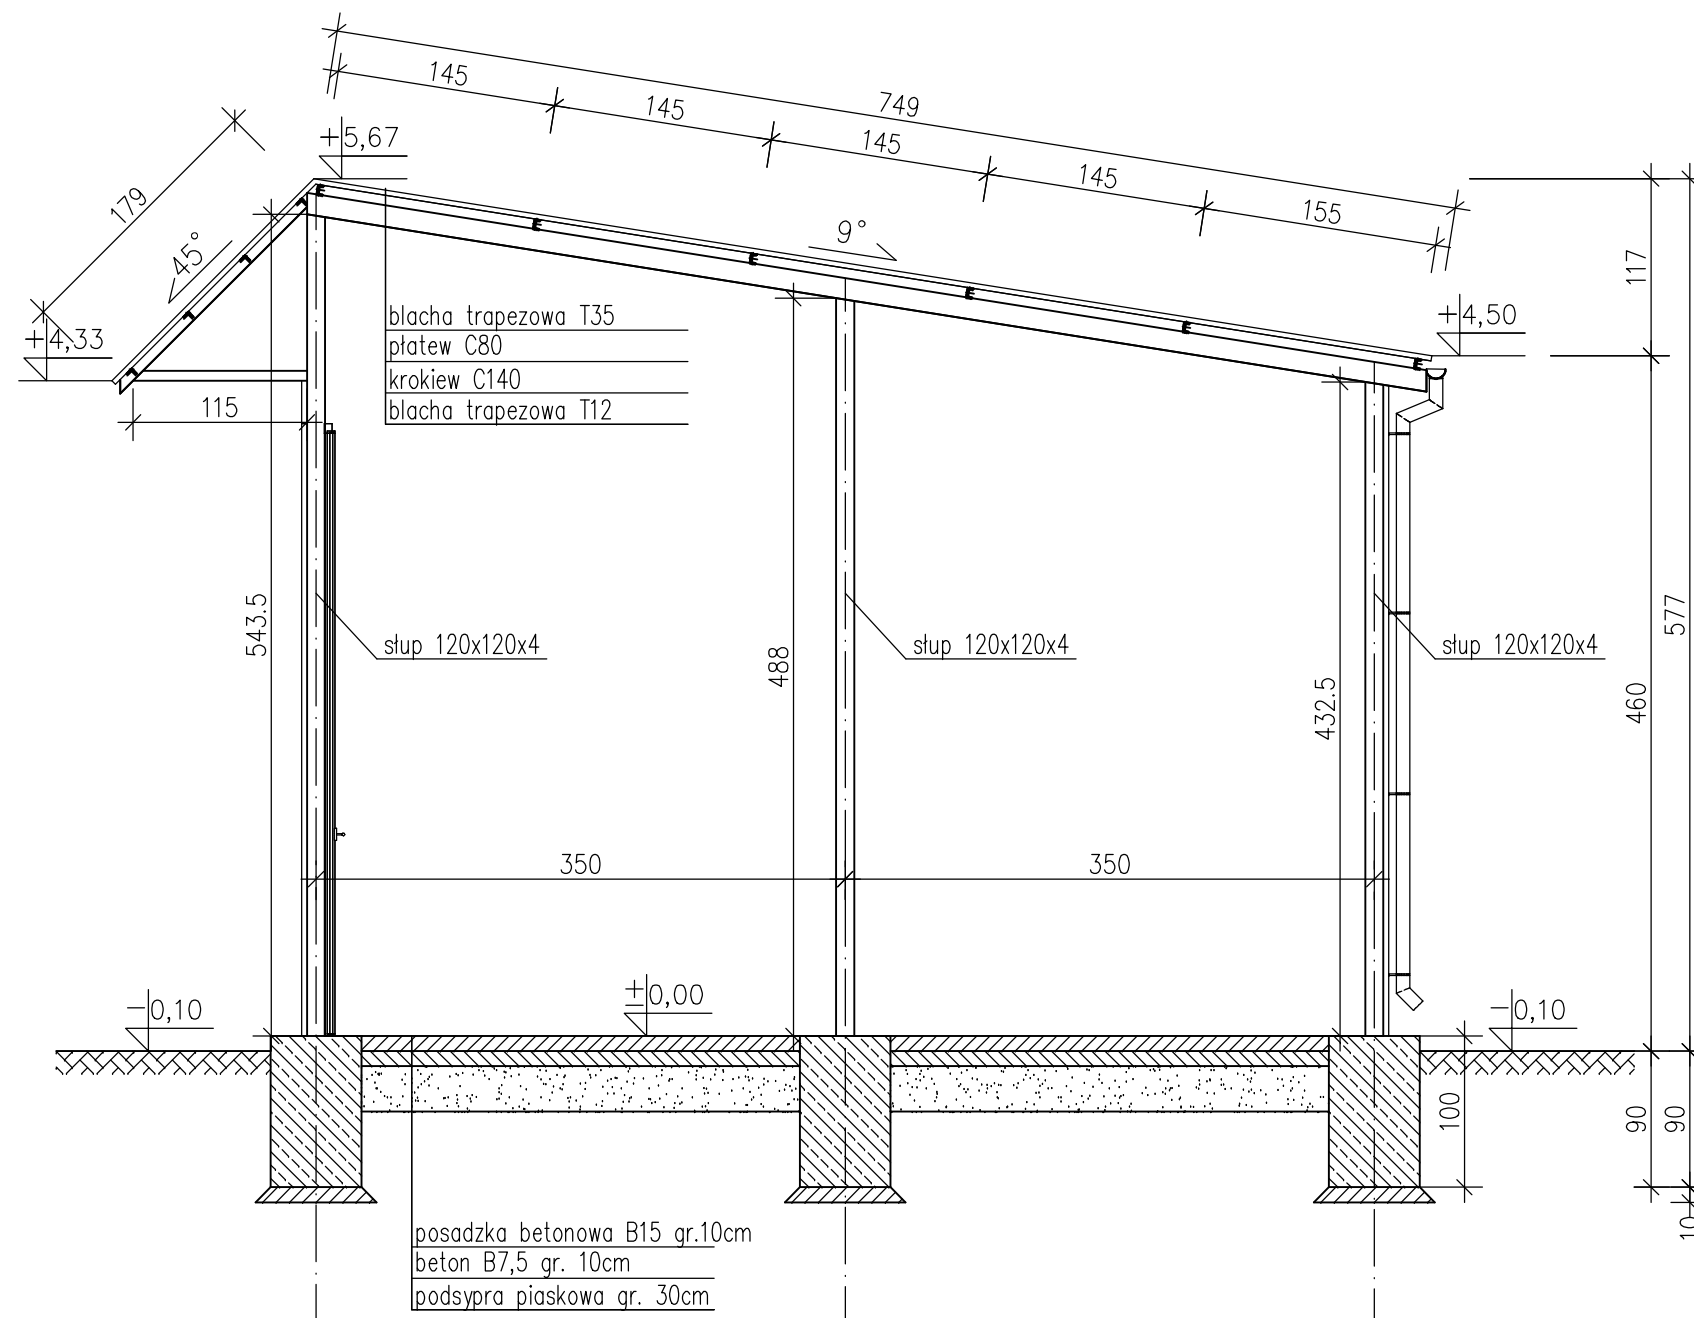 145
749
145
+5,67
145
179
145
155
45°
9°
117
+4,33
+4,50
blacha trapezowa T35
płatew C80
krokiew C140
blacha trapezowa T12
115
543.5
577
słup 120x120x4
słup 120x120x4
słup 120x120x4
488
432.5
460
350
350
-0,10
±0,00
-0,10
100
90
90
10
posadzka betonowa B15 gr.10cm
beton B7,5 gr. 10cm
podsypra piaskowa gr. 30cm